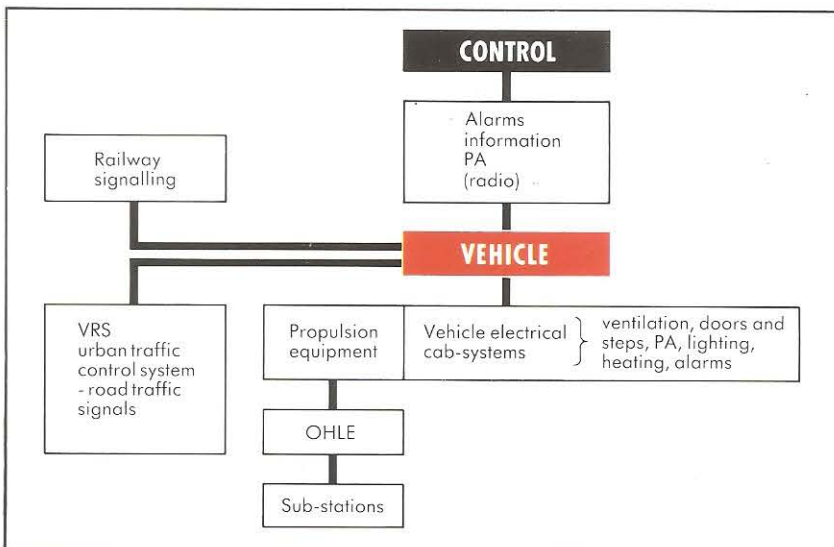 CONTROL
Alarms
information
PA
(radio)
Railway
signalling
VEHICLE
VRS
urban traffic
control system
- road traffic
signals
Propulsion
equipment
Vehicle electrical
cab-systems
ventilation, doors and
steps, PA, lighting,
heating, alarms
OHLE
Sub-stations